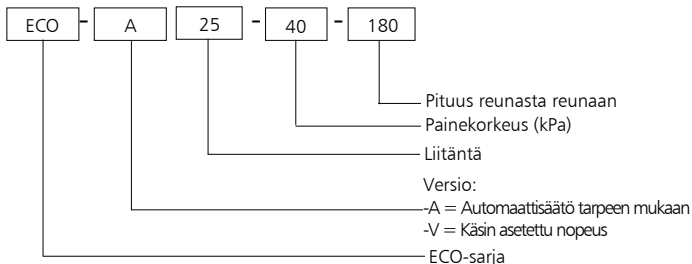 ECO - A 25 - 40 - 180
Pituus reunasta reunaan
Painekorkeus (kPa)
Liitäntä
Versio:
-A = Automaattisäätö tarpeen mukaan
-V = Käsin asetettu nopeus
ECO-sarja